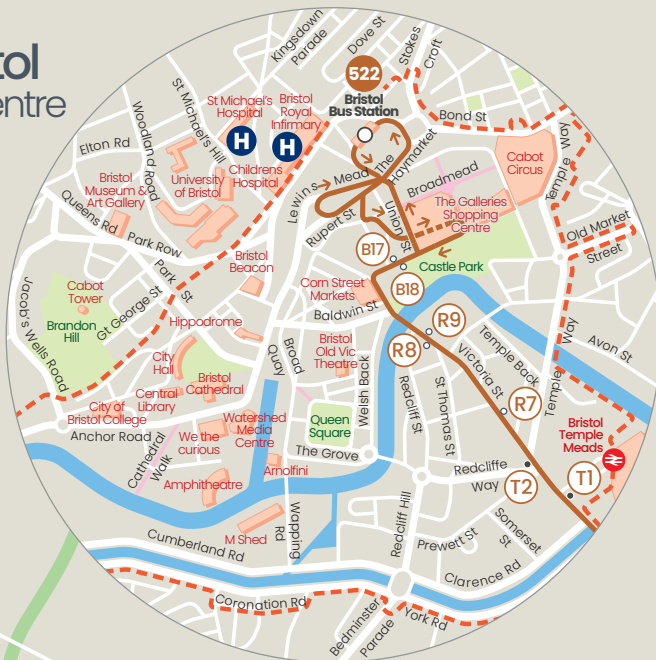 tol
entre
Kingsdown
Parade
Dove St
Stokes
Croft
522
Bristol
Bus Station
St Michael's
Hospital
Bristol
Royal
Infirmary
Bond St
H
H
Woodland Road
St Michael's Hill
Elton Rd
Childrens
Hospital
Cabot
Circus
Temple Way
University
of Bristol
Bristol
Museum &
Art Gallery
Queens Rd
Lewins Mead
The
Haymarket
Broadmead
The Galleries
Shopping
Centre
Rupert St
Union St
Old Market
Street
Park Row
B17
B18
Castle Park
Bristol
Beacon
Park St
Corn Street
Markets
Cabot
Tower
Brandon
Hill
Jacob's Wells Road
Gt George St
Hippodrome
Baldwin St
R9
R8
Bristol
Old Vic
Theatre
Broad
Quay
Welsh Back
Temple Back
Victoria St
Temple Way
Avon St
City
Hall
Bristol
Cathedral
Central
Library
City of
Bristol College
Anchor Road
Redcliff St
St Thomas St
R7
Queen
Square
Watershed
Media
Centre
We the
curious
Cathedral
Walk
The Grove
Bristol
Temple
Meads
Redcliffe
Way
T2
T1
Arnolfini
Amphitheatre
M Shed
Wapping
Rd
Redcliff Hill
Somerset
St
Prewett St
Cumberland Rd
Clarence Rd
Coronation Rd
York Rd
Bedminster
Parade